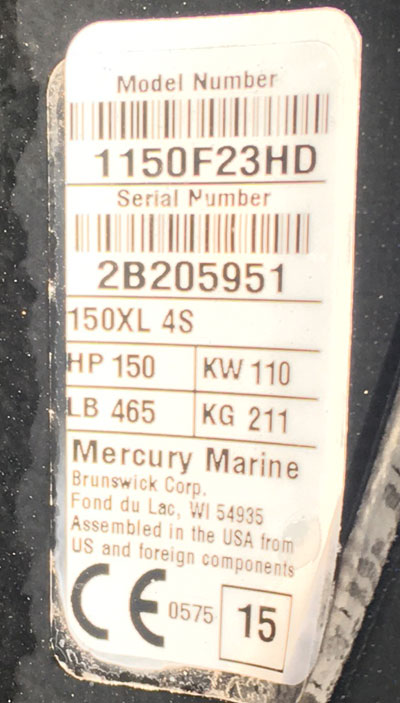 Model Number
1150F23HD
Serial Number
2B205951
150XL 4S
HP 150 KW 110
LB 465 KG 211
Mercury Marine
Brunswick Corp.
Fond du Lac, WI 54935
Assembled in the USA from
US and foreign components
CE 0575 15